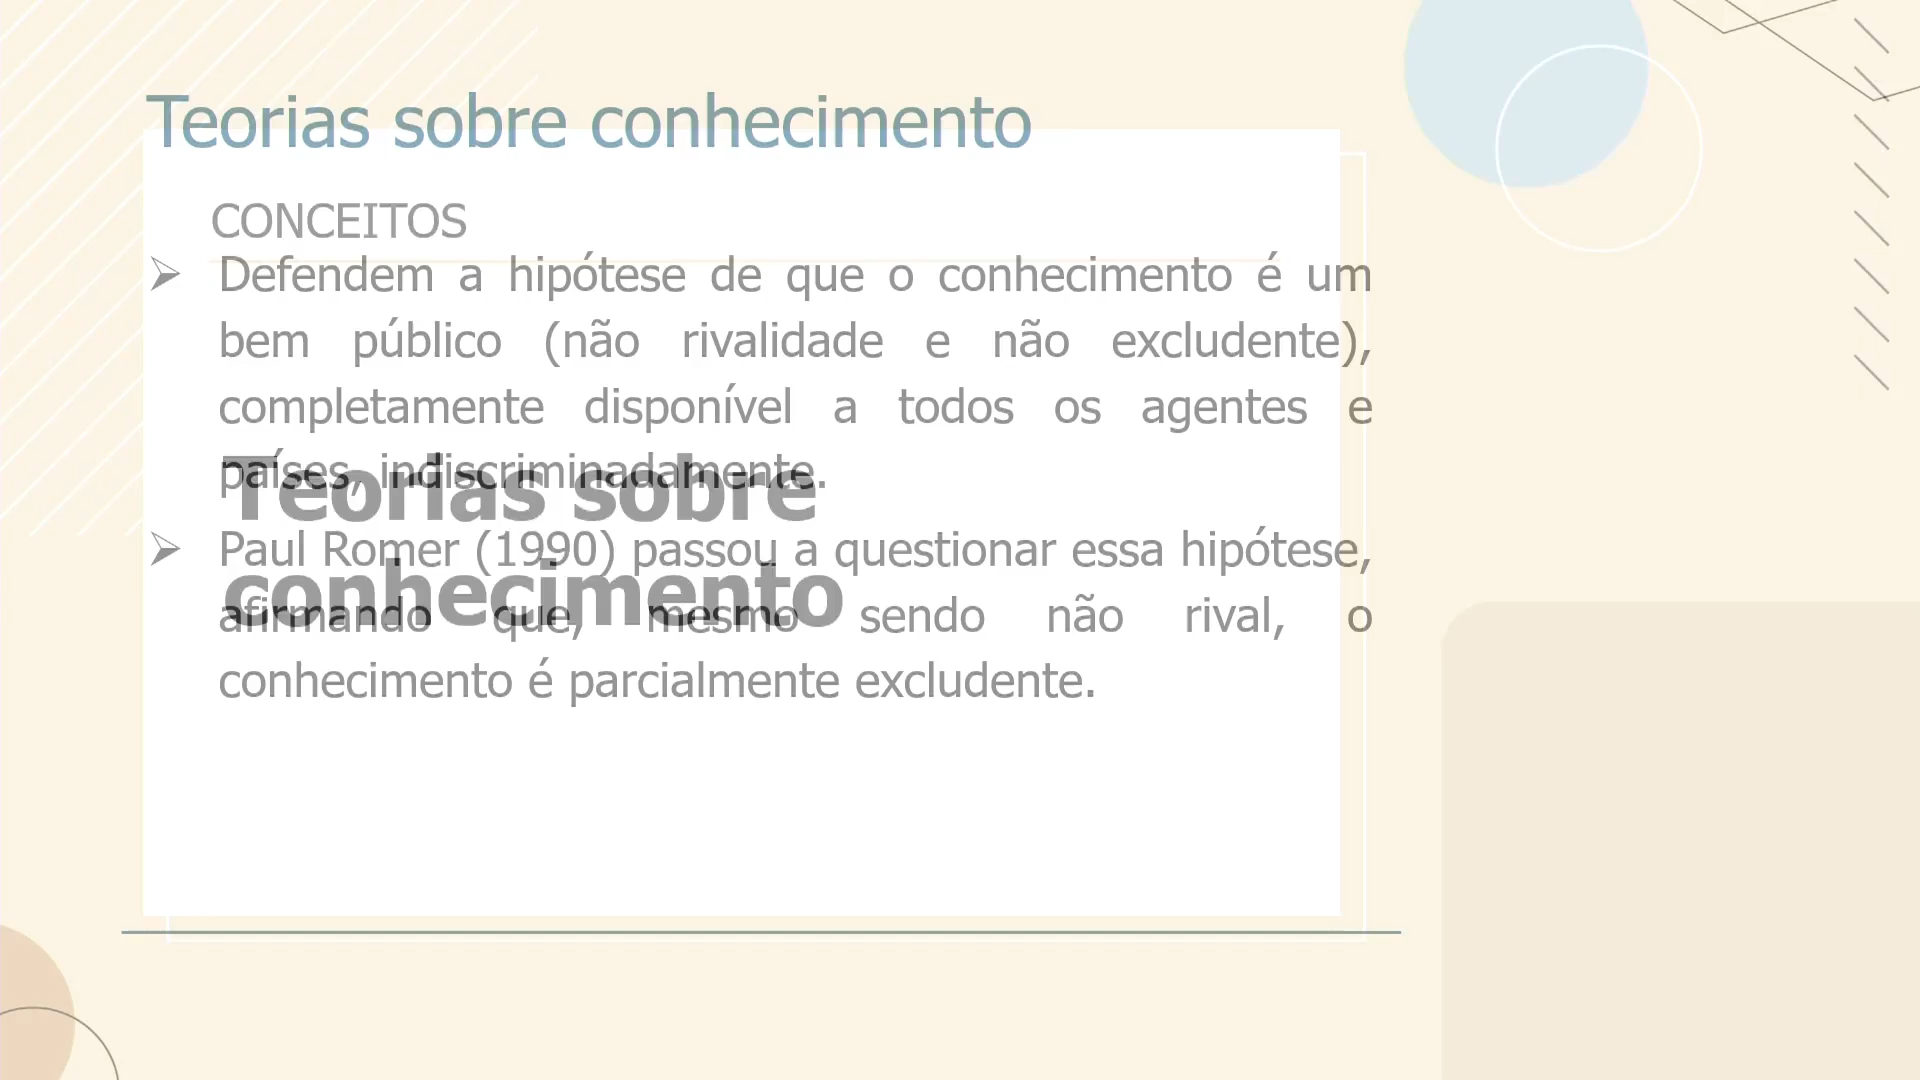 Teorias sobre conhecimento
CONCEITOS
➢ Defendem a hipótese de que o conhecimento é um
bem público (não rivalidade e não excludente),
completamente disponível a todos os agentes e
países, indiscriminadamente.
Teorias sobre
➢ Paul Romer (1990) passou a questionar essa hipótese,
conhecimento
afirmando que, mesmo sendo não rival, o
conhecimento é parcialmente excludente.